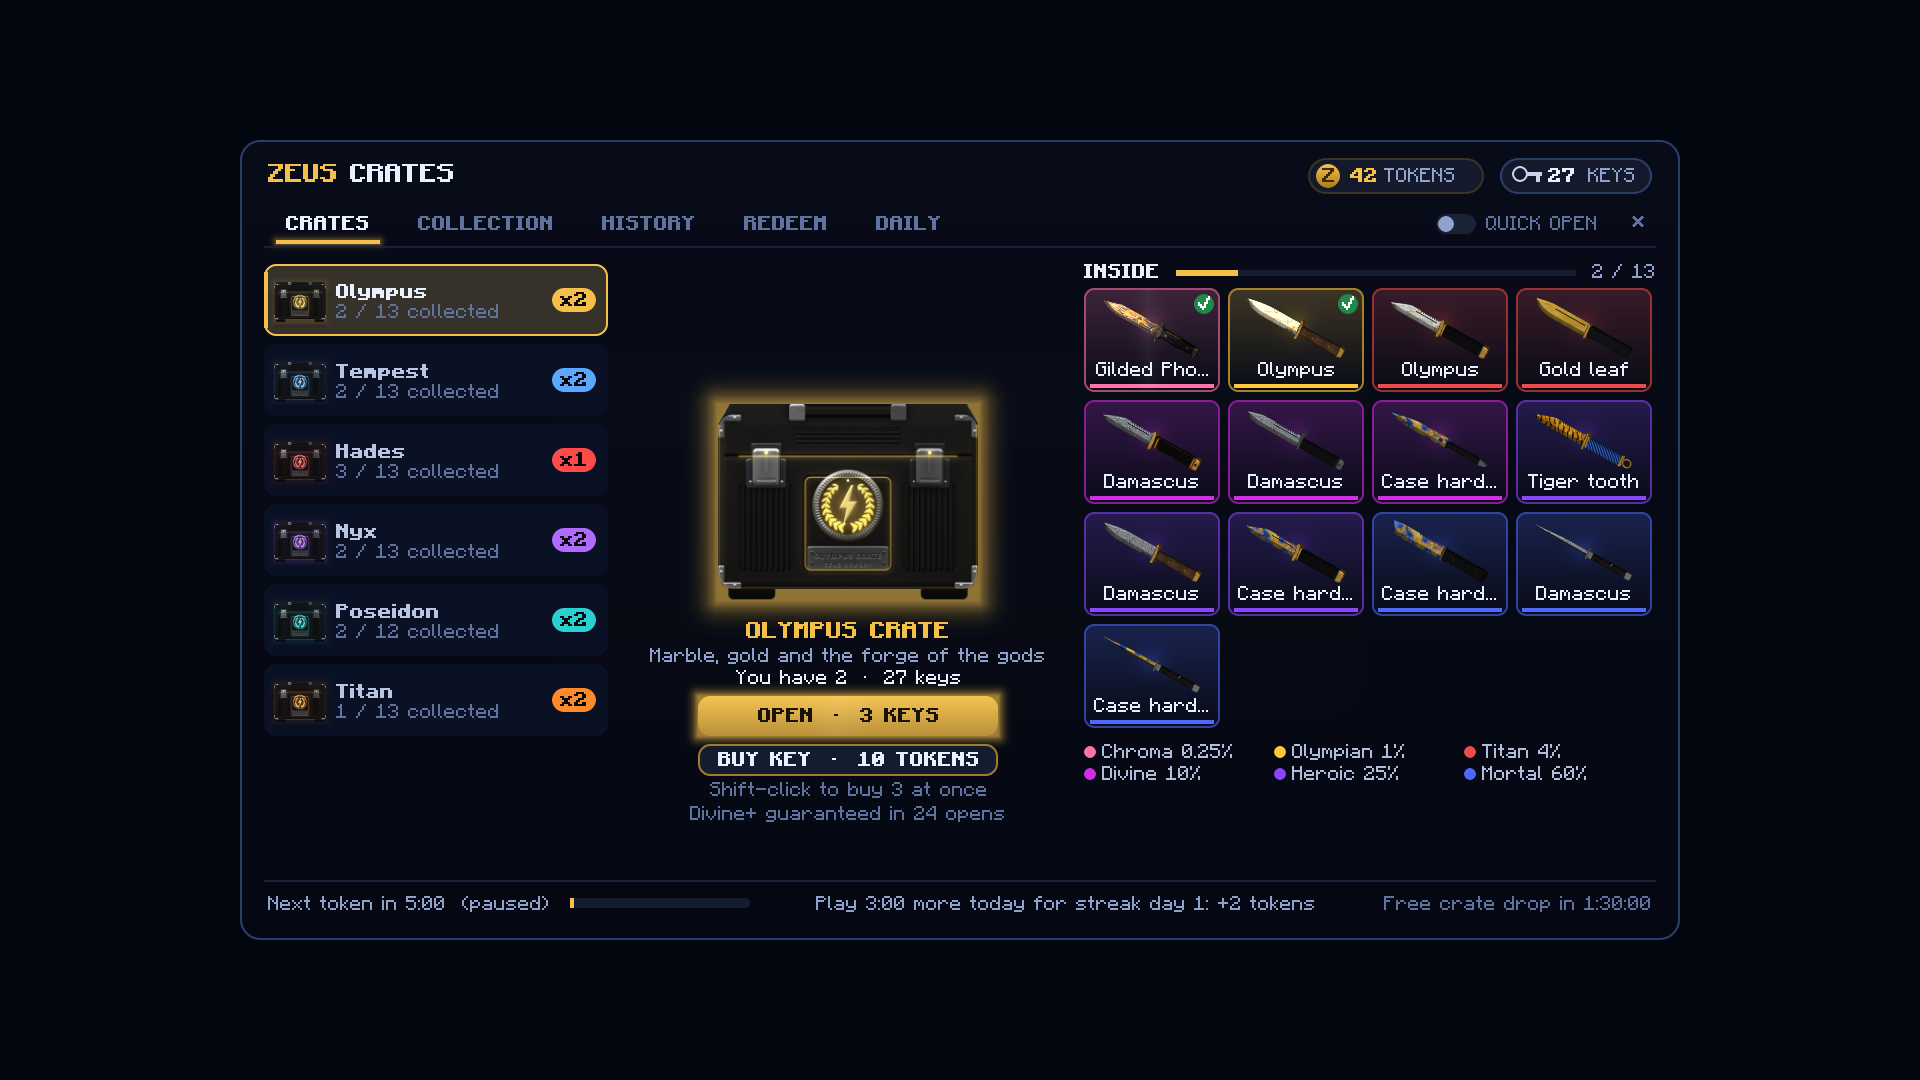 ZEUS CRATES
Z 42 TOKENS
27 KEYS
CRATES
COLLECTION
HISTORY
REDEEM
DAILY
QUICK OPEN
×
Olympus
2 / 13 collected
x2
Tempest
2 / 13 collected
x2
Hades
3 / 13 collected
x1
Nyx
2 / 13 collected
x2
Poseidon
2 / 12 collected
x2
Titan
1 / 13 collected
x2
OLYMPUS CRATE
OLYMPUS CRATE
Marble, gold and the forge of the gods
You have 2 · 27 keys
OPEN · 3 KEYS
BUY KEY · 10 TOKENS
Shift-click to buy 3 at once
Divine+ guaranteed in 24 opens
INSIDE
2 / 13
Gilded Pho...
Olympus
Olympus
Gold leaf
Damascus
Damascus
Case hard...
Tiger tooth
Damascus
Case hard...
Case hard...
Damascus
Case hard...
Chroma 0.25%
Olympian 1%
Titan 4%
Divine 10%
Heroic 25%
Mortal 60%
Next token in 5:00 (paused)
Play 3:00 more today for streak day 1: +2 tokens
Free crate drop in 1:30:00